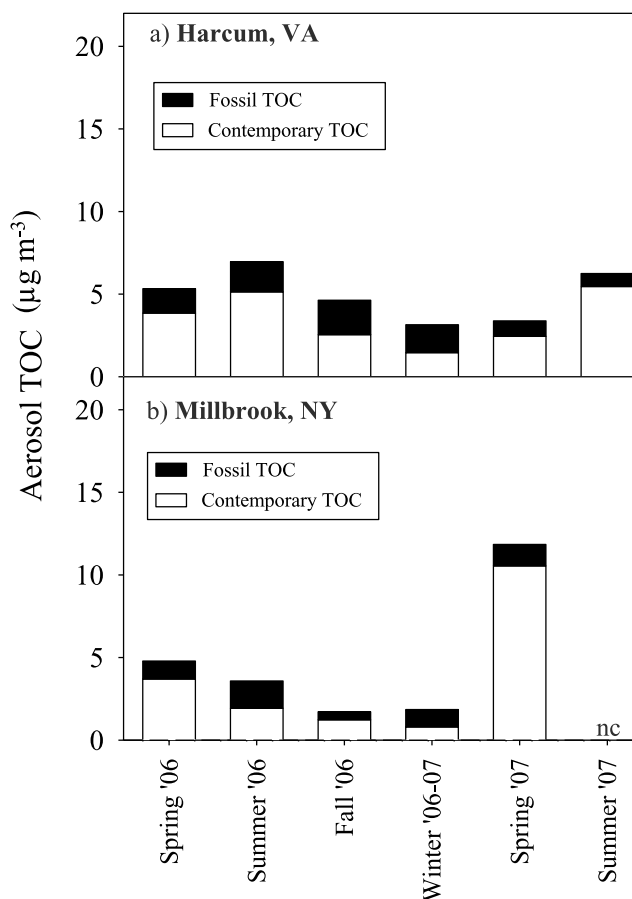 a) Harcum, VA
Fossil TOC
Contemporary TOC
20
15
10
5
0
Aerosol TOC (µg m-3)
b) Millbrook, NY
Fossil TOC
Contemporary TOC
20
15
10
5
0
nc
Spring '06
Summer '06
Fall '06
Winter '06-07
Spring '07
Summer '07